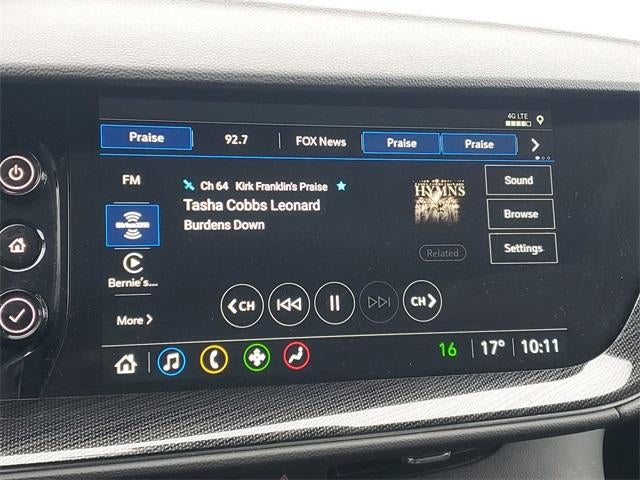 4G LTE
Praise 92.7 FOX News Praise Praise
FM
Ch 64 Kirk Franklin's Praise
Tasha Cobbs Leonard
Burdens Down
HYMNS
Sound
Browse
Settings
Related
SiriusXM
Bernie's...
More
CH
CH
16 17° 10:11